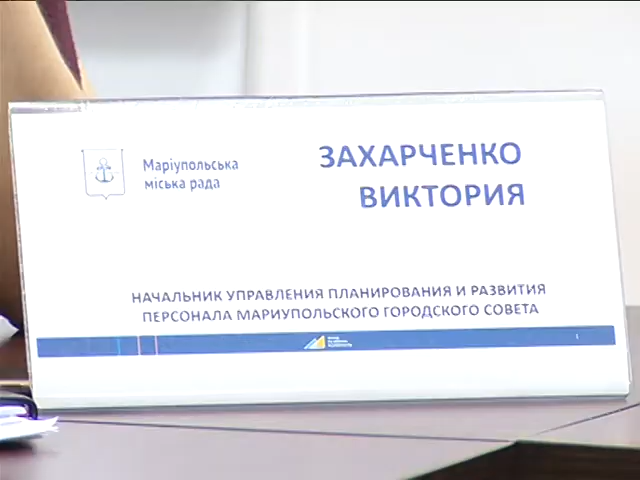 Маріупольська
міська рада
ЗАХАРЧЕНКО
ВИКТОРИЯ
НАЧАЛЬНИК УПРАВЛЕНИЯ ПЛАНИРОВАНИЯ И РАЗВИТИЯ
ПЕРСОНАЛА МАРИУПОЛЬСКОГО ГОРОДСКОГО СОВЕТА